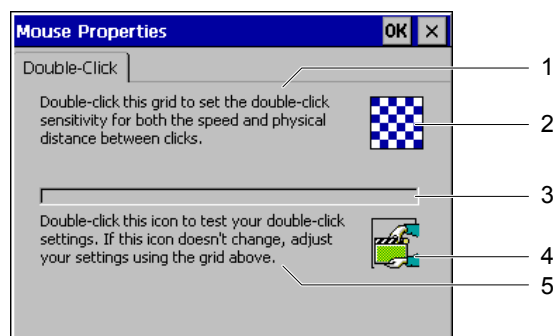 Mouse Properties OK ×
Double-Click
1
Double-click this grid to set the double-click
sensitivity for both the speed and physical
distance between clicks.
2
3
Double-click this icon to test your double-click
settings. If this icon doesn't change, adjust
your settings using the grid above.
4
5